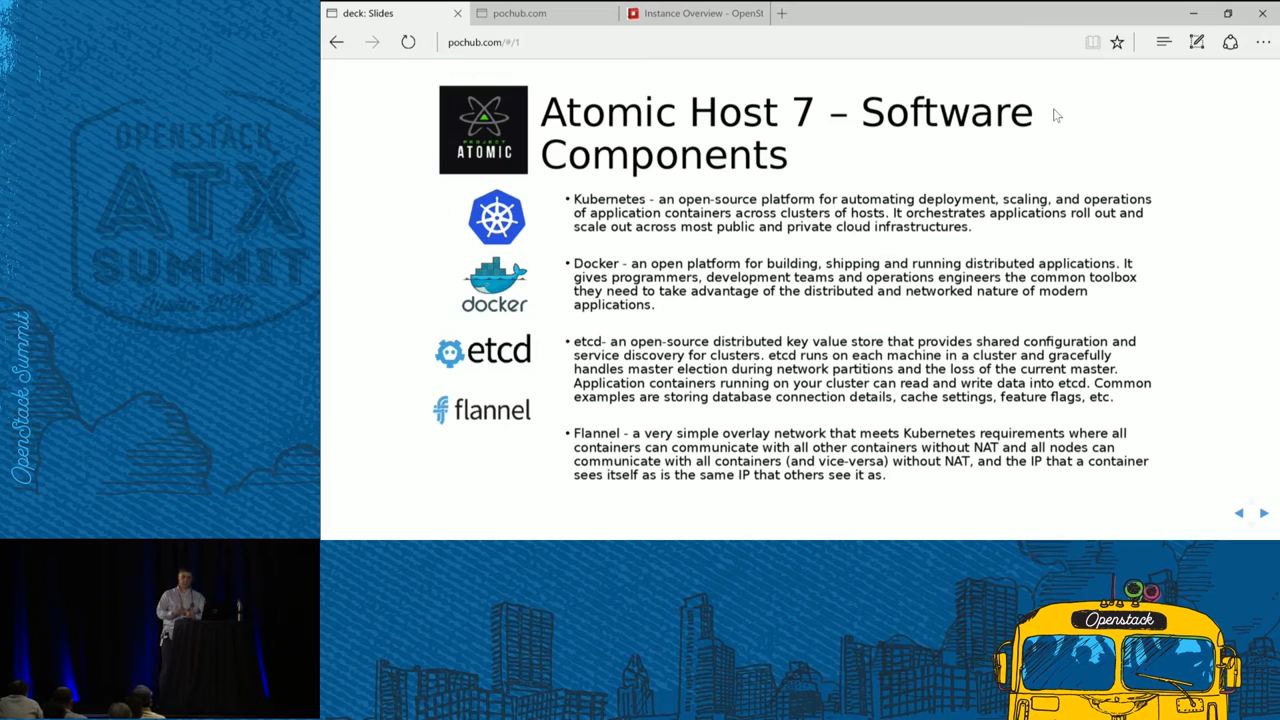 deck: Slides
pochub.com
Instance Overview - OpenSt
pochub.com/#/1
OPENSTACK
ATX
SUMMIT
OpenStack Summit
PROJECT
ATOMIC
Atomic Host 7 – Software
Components
• Kubernetes - an open-source platform for automating deployment, scaling, and operations
of application containers across clusters of hosts. It orchestrates applications roll out and
scale out across most public and private cloud infrastructures.
docker
• Docker - an open platform for building, shipping and running distributed applications. It
gives programmers, development teams and operations engineers the common toolbox
they need to take advantage of the distributed and networked nature of modern
applications.
etcd
• etcd- an open-source distributed key value store that provides shared configuration and
service discovery for clusters. etcd runs on each machine in a cluster and gracefully
handles master election during network partitions and the loss of the current master.
Application containers running on your cluster can read and write data into etcd. Common
examples are storing database connection details, cache settings, feature flags, etc.
flannel
• Flannel - a very simple overlay network that meets Kubernetes requirements where all
containers can communicate with all other containers without NAT and all nodes can
communicate with all containers (and vice-versa) without NAT, and the IP that a container
sees itself as is the same IP that others see it as.
Openstack